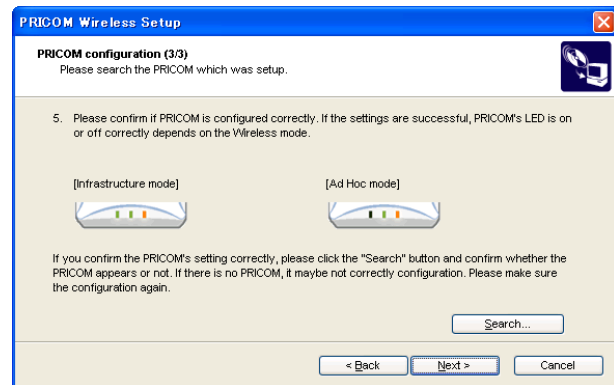 PRICOM Wireless Setup
PRICOM configuration (3/3)
Please search the PRICOM which was setup.
5. Please confirm if PRICOM is configured correctly. If the settings are successful, PRICOM's LED is on
or off correctly depends on the Wireless mode.
[Infrastructure mode] [Ad Hoc mode]
If you confirm the PRICOM's setting correctly, please click the "Search" button and confirm whether the
PRICOM appears or not. If there is no PRICOM, it maybe not correctly configuration. Please make sure
the configuration again.
Search...
< Back Next > Cancel